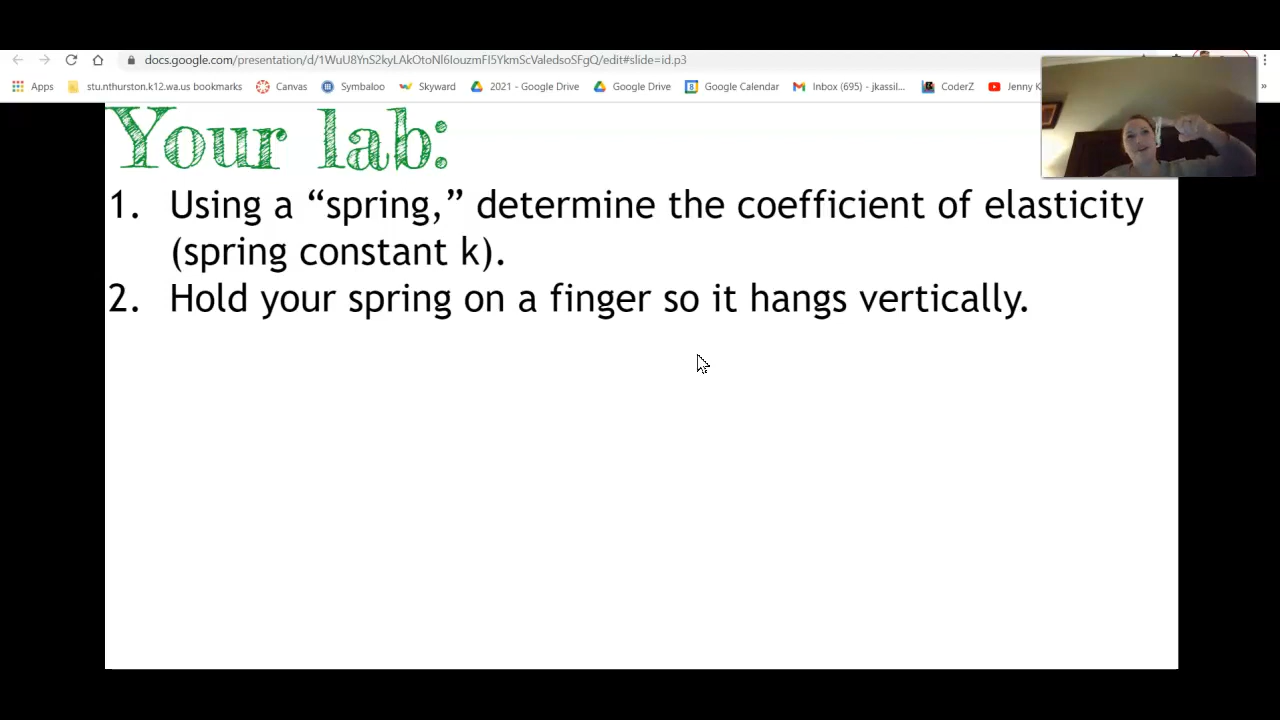 docs.google.com/presentation/d/1WuU8YnS2kyLAkOtoNl6IouzmFI5YkmScValedsoSFgQ/edit#slide=id.p3
Apps stu.nthurston.k12.wa.us bookmarks Canvas Symbaloo Skyward 2021 - Google Drive Google Drive Google Calendar Inbox (695) - jkassil... CoderZ Jenny K »
Your lab:
1. Using a “spring,” determine the coefficient of elasticity
(spring constant k).
2. Hold your spring on a finger so it hangs vertically.